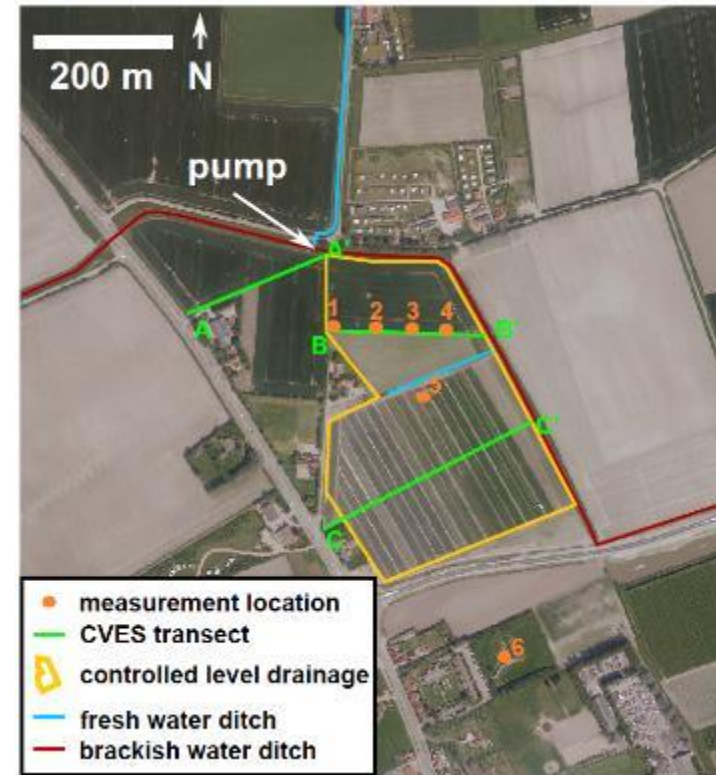 200 m
N
pump
A'
A
1
2
3
4
B
B'
5
C'
C
6
measurement location
CVES transect
controlled level drainage
fresh water ditch
brackish water ditch